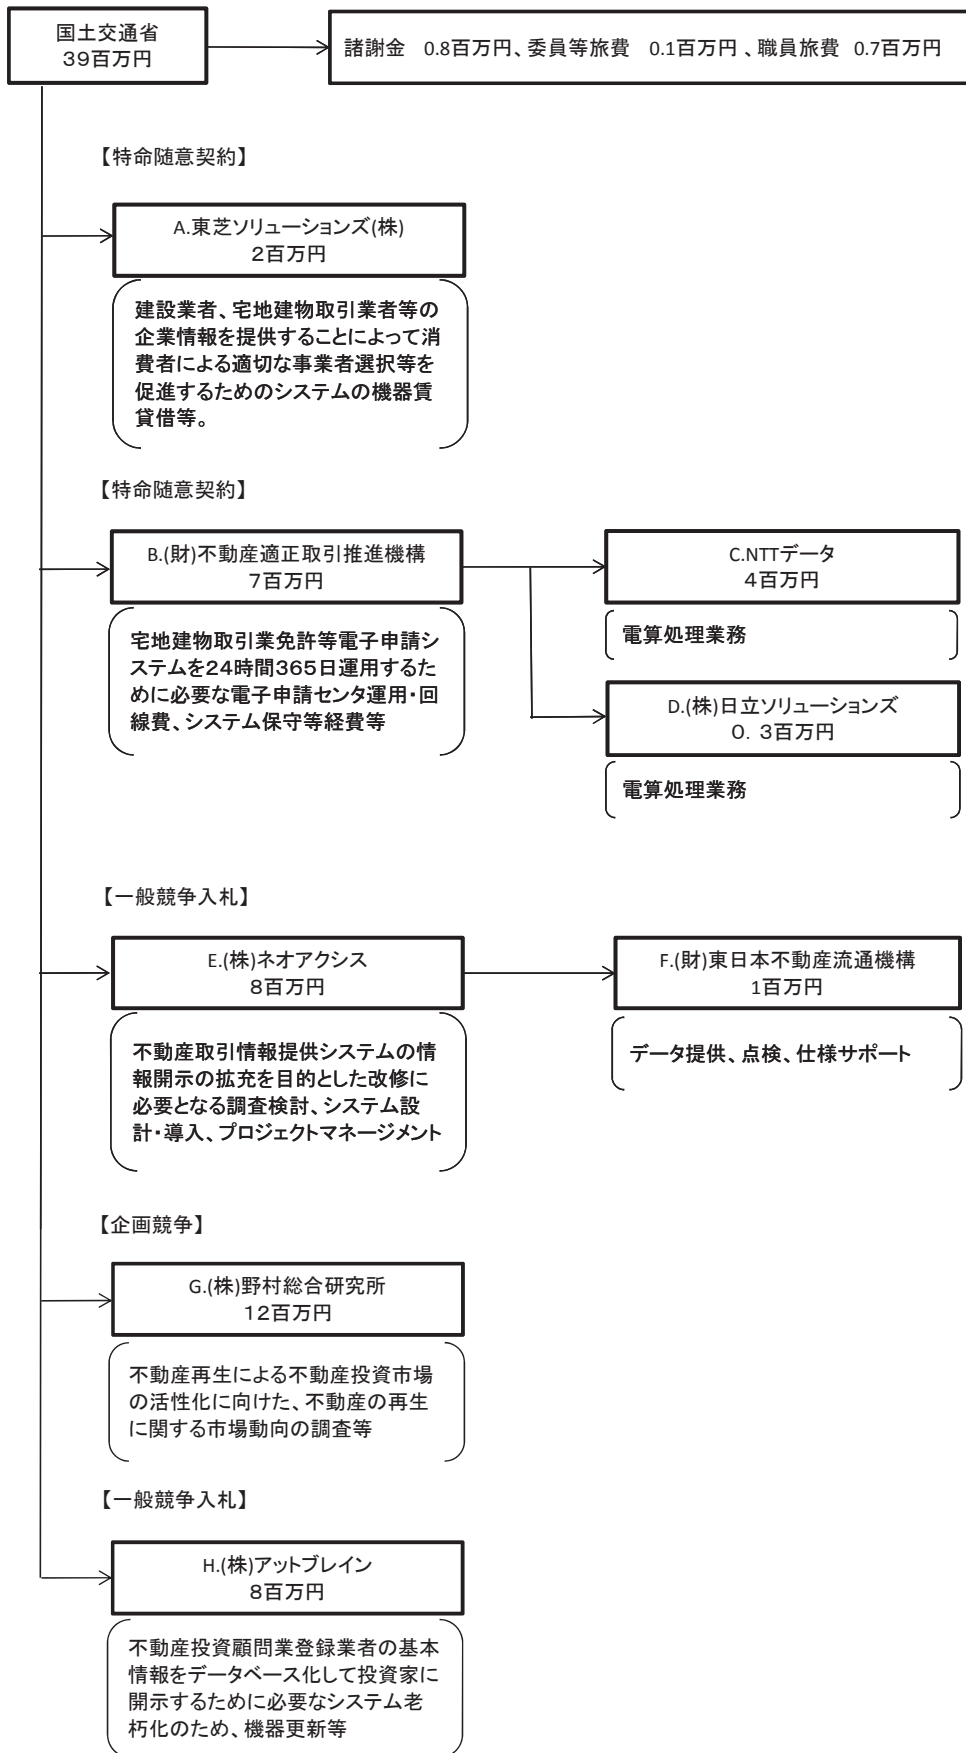 国土交通省
39百万円
諸謝金　0.8百万円、委員等旅費　0.1百万円 、職員旅費　0.7百万円
【特命随意契約】
A.東芝ソリューションズ(株)
２百万円
建設業者、宅地建物取引業者等の
企業情報を提供することによって消
費者による適切な事業者選択等を
促進するためのシステムの機器賃
貸借等。
【特命随意契約】
B.(財)不動産適正取引推進機構
７百万円
宅地建物取引業免許等電子申請シ
ステムを24時間365日運用するた
めに必要な電子申請センタ運用・回
線費、システム保守等経費等
C.NTTデータ
４百万円
電算処理業務
D.(株)日立ソリューションズ
０．３百万円
電算処理業務
【一般競争入札】
E.(株)ネオアクシス
８百万円
不動産取引情報提供システムの情
報開示の拡充を目的とした改修に
必要となる調査検討、システム設
計・導入、プロジェクトマネージメント
F.(財)東日本不動産流通機構
1百万円
データ提供、点検、仕様サポート
【企画競争】
G.(株)野村総合研究所
１２百万円
不動産再生による不動産投資市場
の活性化に向けた、不動産の再生
に関する市場動向の調査等
【一般競争入札】
H.(株)アットブレイン
８百万円
不動産投資顧問業登録業者の基本
情報をデータベース化して投資家に
開示するために必要なシステム老
朽化のため、機器更新等